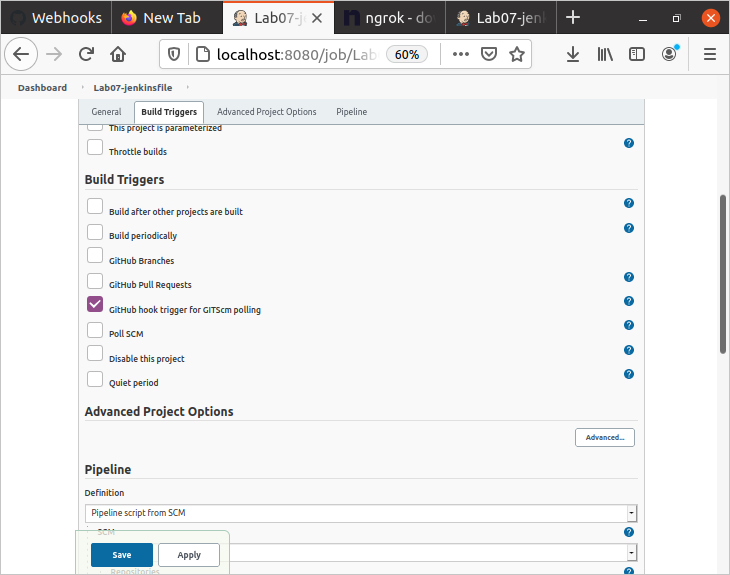 Webhooks
New Tab
Lab07-je
ngrok - do
Lab07-jenk
localhost:8080/job/Lab
60%
Dashboard
Lab07-jenkinsfile
General
Build Triggers
Advanced Project Options
Pipeline
This project is parameterized
Throttle builds
Build Triggers
Build after other projects are built
Build periodically
GitHub Branches
GitHub Pull Requests
GitHub hook trigger for GITScm polling
Poll SCM
Disable this project
Quiet period
Advanced Project Options
Advanced...
Pipeline
Definition
Pipeline script from SCM
SCM
Save
Apply
Repositories